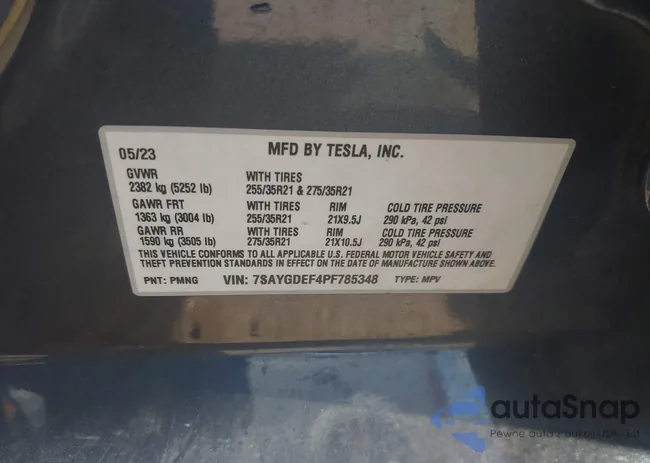 05/23 MFD BY TESLA, INC.
GVWR WITH TIRES
2382 kg (5252 lb) 255/35R21 & 275/35R21
GAWR FRT WITH TIRES RIM COLD TIRE PRESSURE
1363 kg (3004 lb) 255/35R21 21X9.5J 290 kPa, 42 psi
GAWR RR WITH TIRES RIM COLD TIRE PRESSURE
1590 kg (3505 lb) 275/35R21 21X10.5J 290 kPa, 42 psi
THIS VEHICLE CONFORMS TO ALL APPLICABLE U.S. FEDERAL MOTOR VEHICLE SAFETY AND
THEFT PREVENTION STANDARDS IN EFFECT ON THE DATE OF MANUFACTURE SHOWN ABOVE.
PNT: PMNG VIN: 7SAYGDEF4PF785348 TYPE: MPV
autaSnap
Pewne auta z aukcji USA